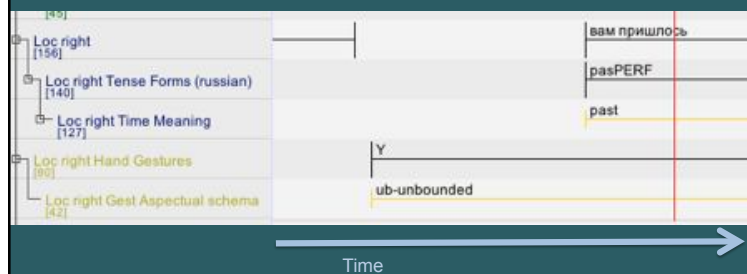 [45]
Loc right
[156]
вам пришлось
Loc right Tense Forms (russian)
[140]
pasPERF
Loc right Time Meaning
[127]
past
Loc right Hand Gestures
[80]
Y
Loc right Gest Aspectual schema
[42]
ub-unbounded
Time